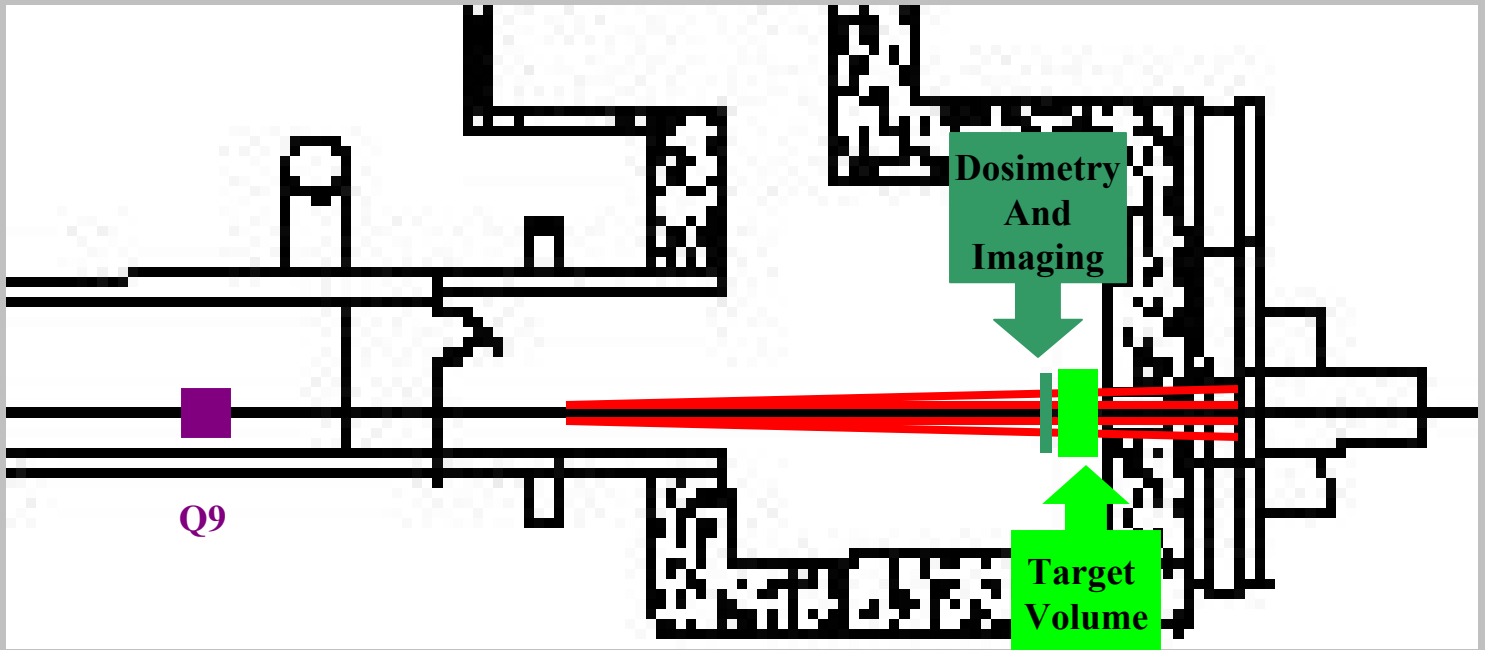 Dosimetry
And
Imaging
Q9
Target
Volume